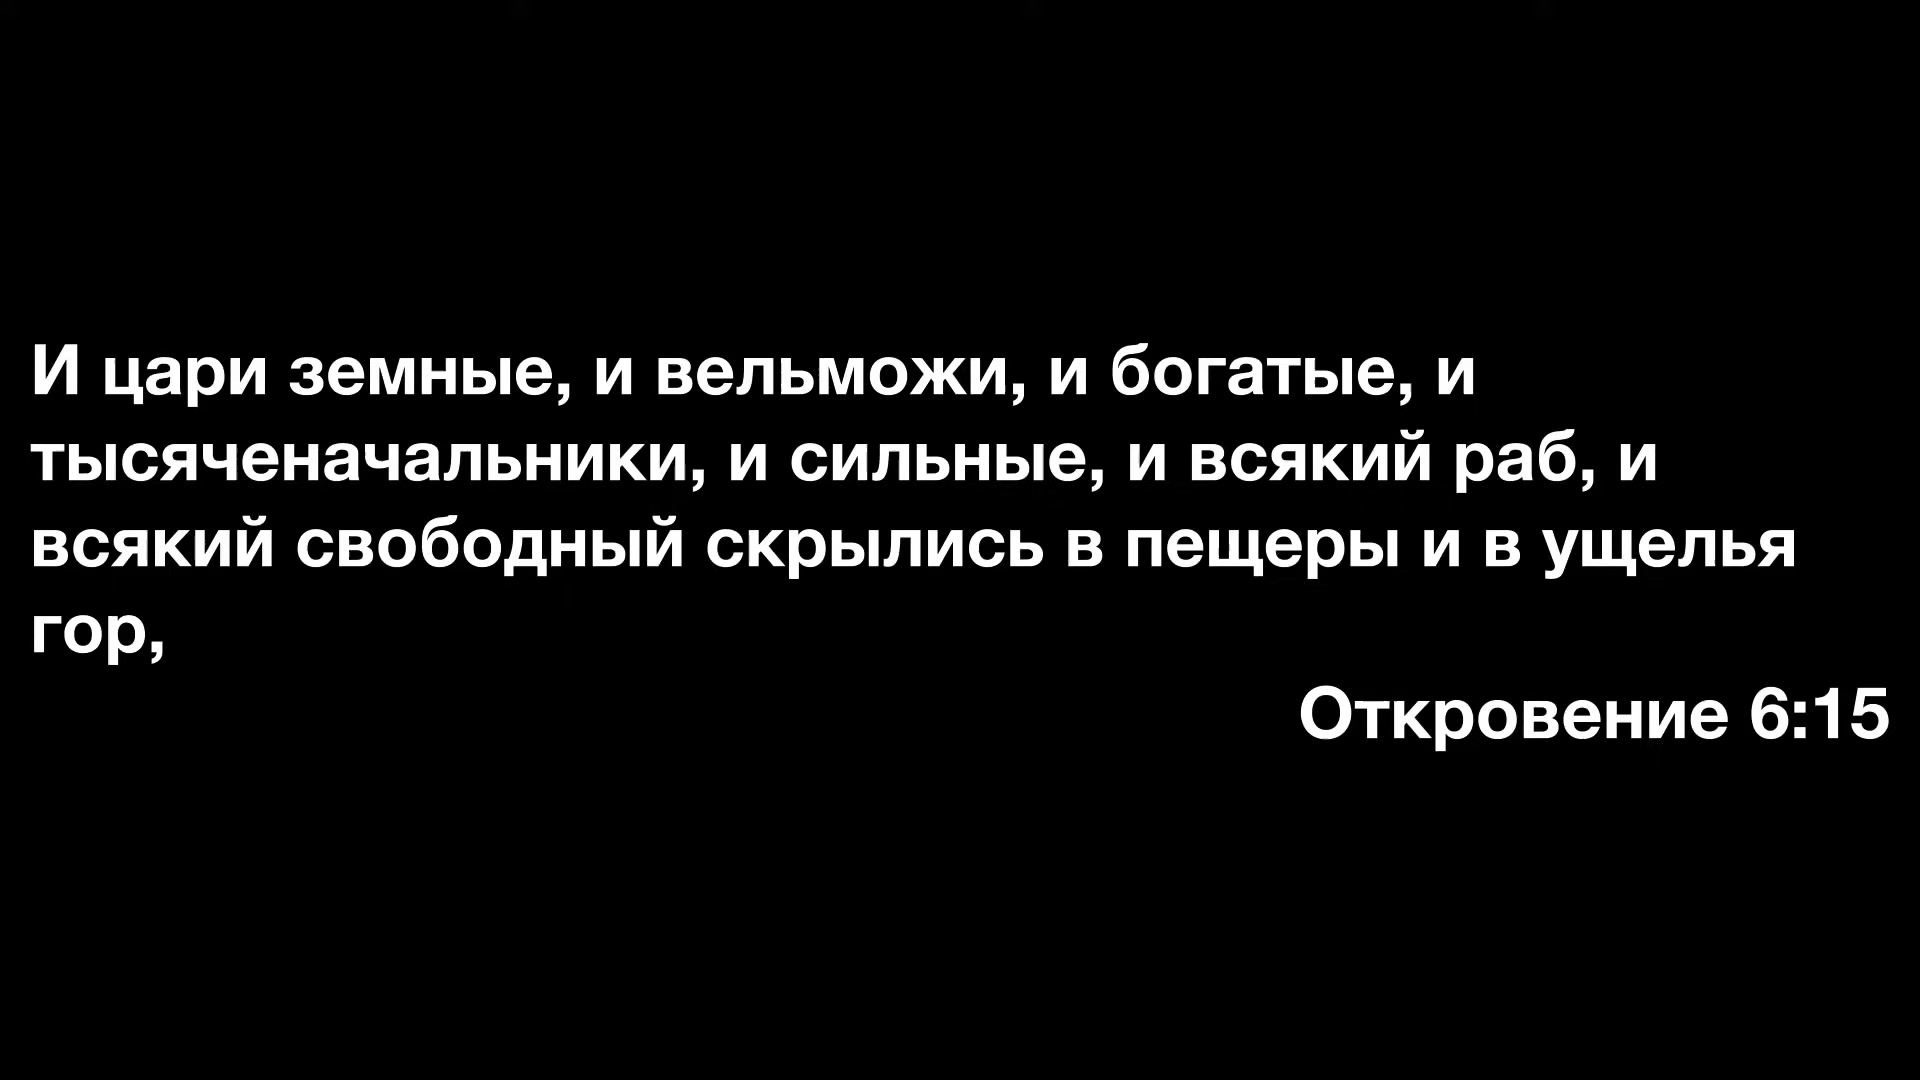 И цари земные, и вельможи, и богатые, и
тысяченачальники, и сильные, и всякий раб, и
всякий свободный скрылись в пещеры и в ущелья
гор,
Откровение 6:15